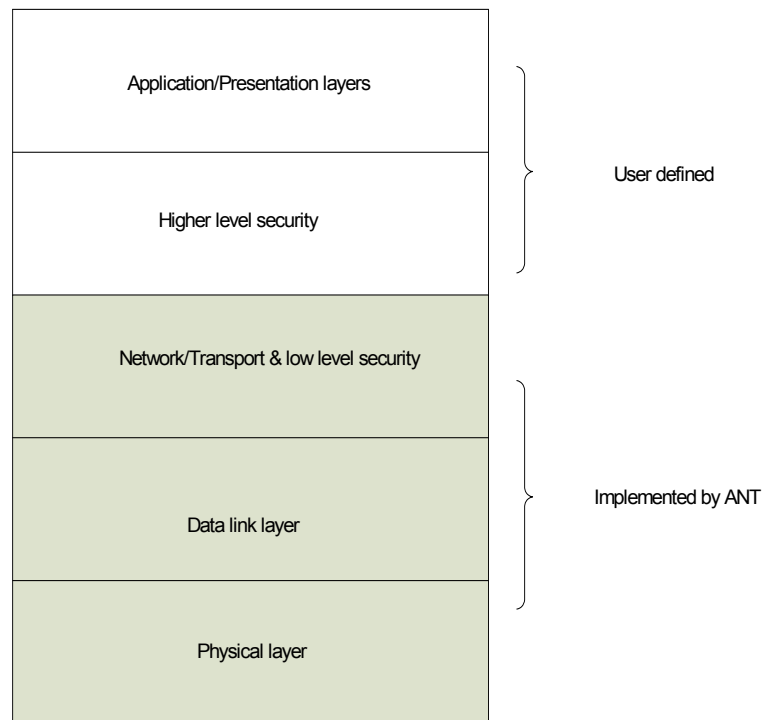 Application/Presentation layers
User defined
Higher level security
Network/Transport & low level security
Implemented by ANT
Data link layer
Physical layer